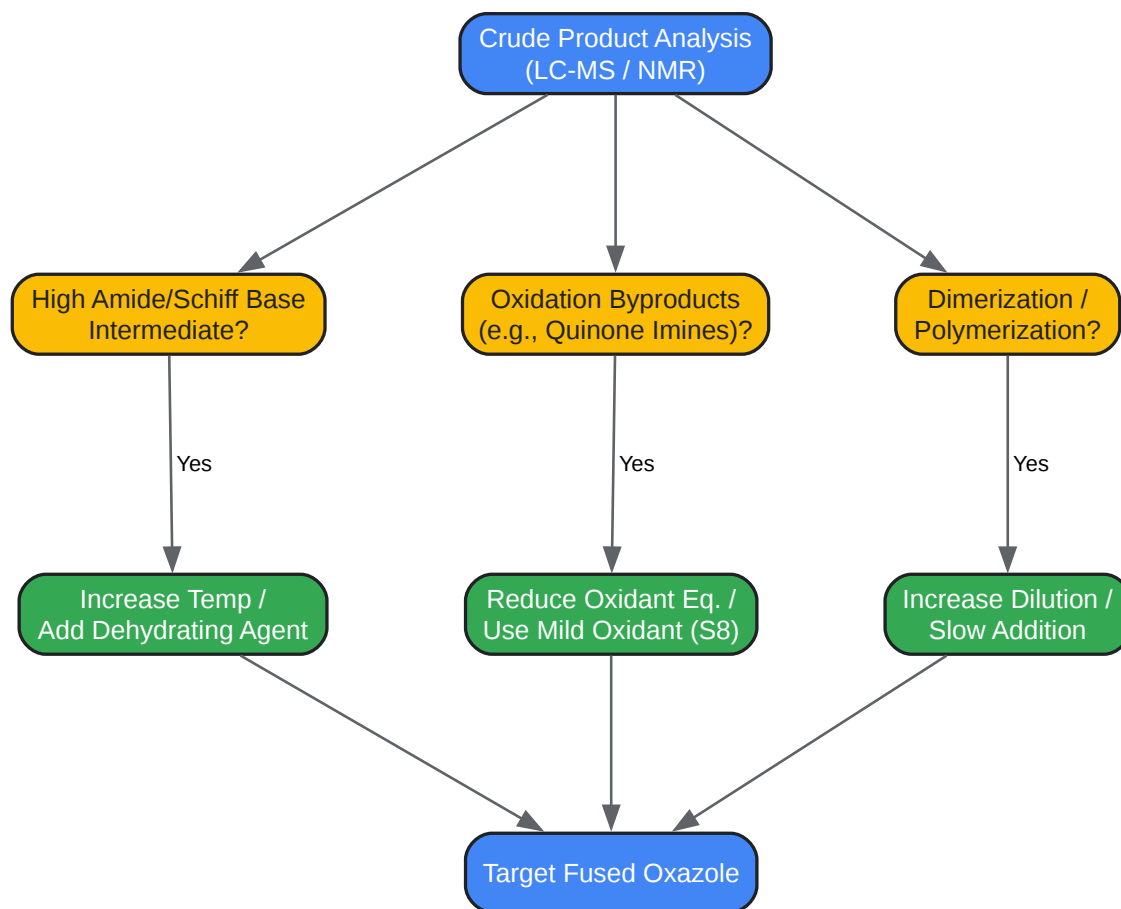 Crude Product Analysis
(LC-MS / NMR)
High Amide/Schiff Base
Intermediate?
Oxidation Byproducts
(e.g., Quinone Imines)?
Dimerization /
Polymerization?
Yes
Yes
Yes
Increase Temp /
Add Dehydrating Agent
Reduce Oxidant Eq. /
Use Mild Oxidant (S8)
Increase Dilution /
Slow Addition
Target Fused Oxazole